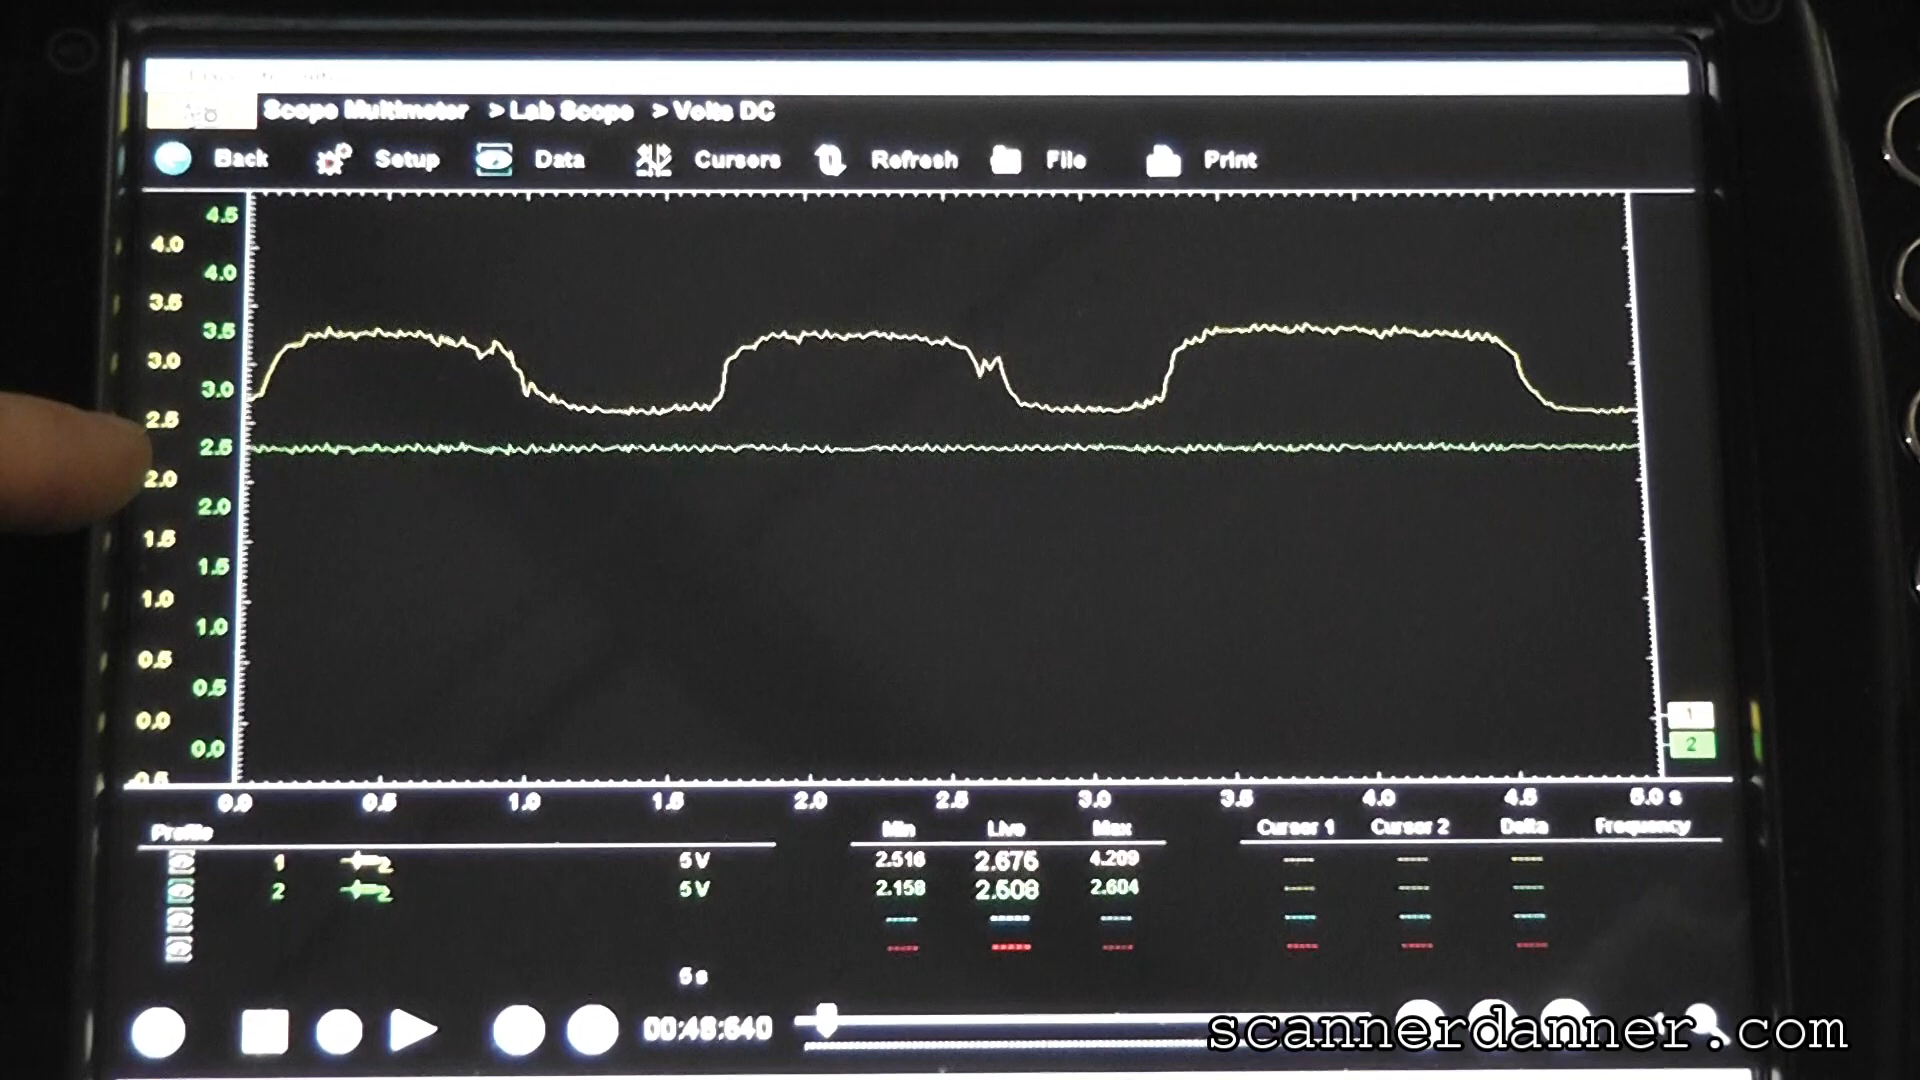 Scope Multimeter > Lab Scope > Volts DC
Back Setup Data Cursors Refresh File Print
4.5
4.0
4.0
3.5
3.5
3.0
3.0
2.5
2.5
2.0
2.0
1.5
1.5
1.0
1.0
0.5
0.5
0.0
0.0
-0.5
1
2
0.0 0.5 1.0 1.5 2.0 2.5 3.0 3.5 4.0 4.5 5.0 s
Profile Min Live Max Cursor 1 Cursor 2 Delta Frequency
1 5 V 2.516 2.675 4.209
2 5 V 2.158 2.508 2.604
5 s
00:48:640
scannerdanner.com